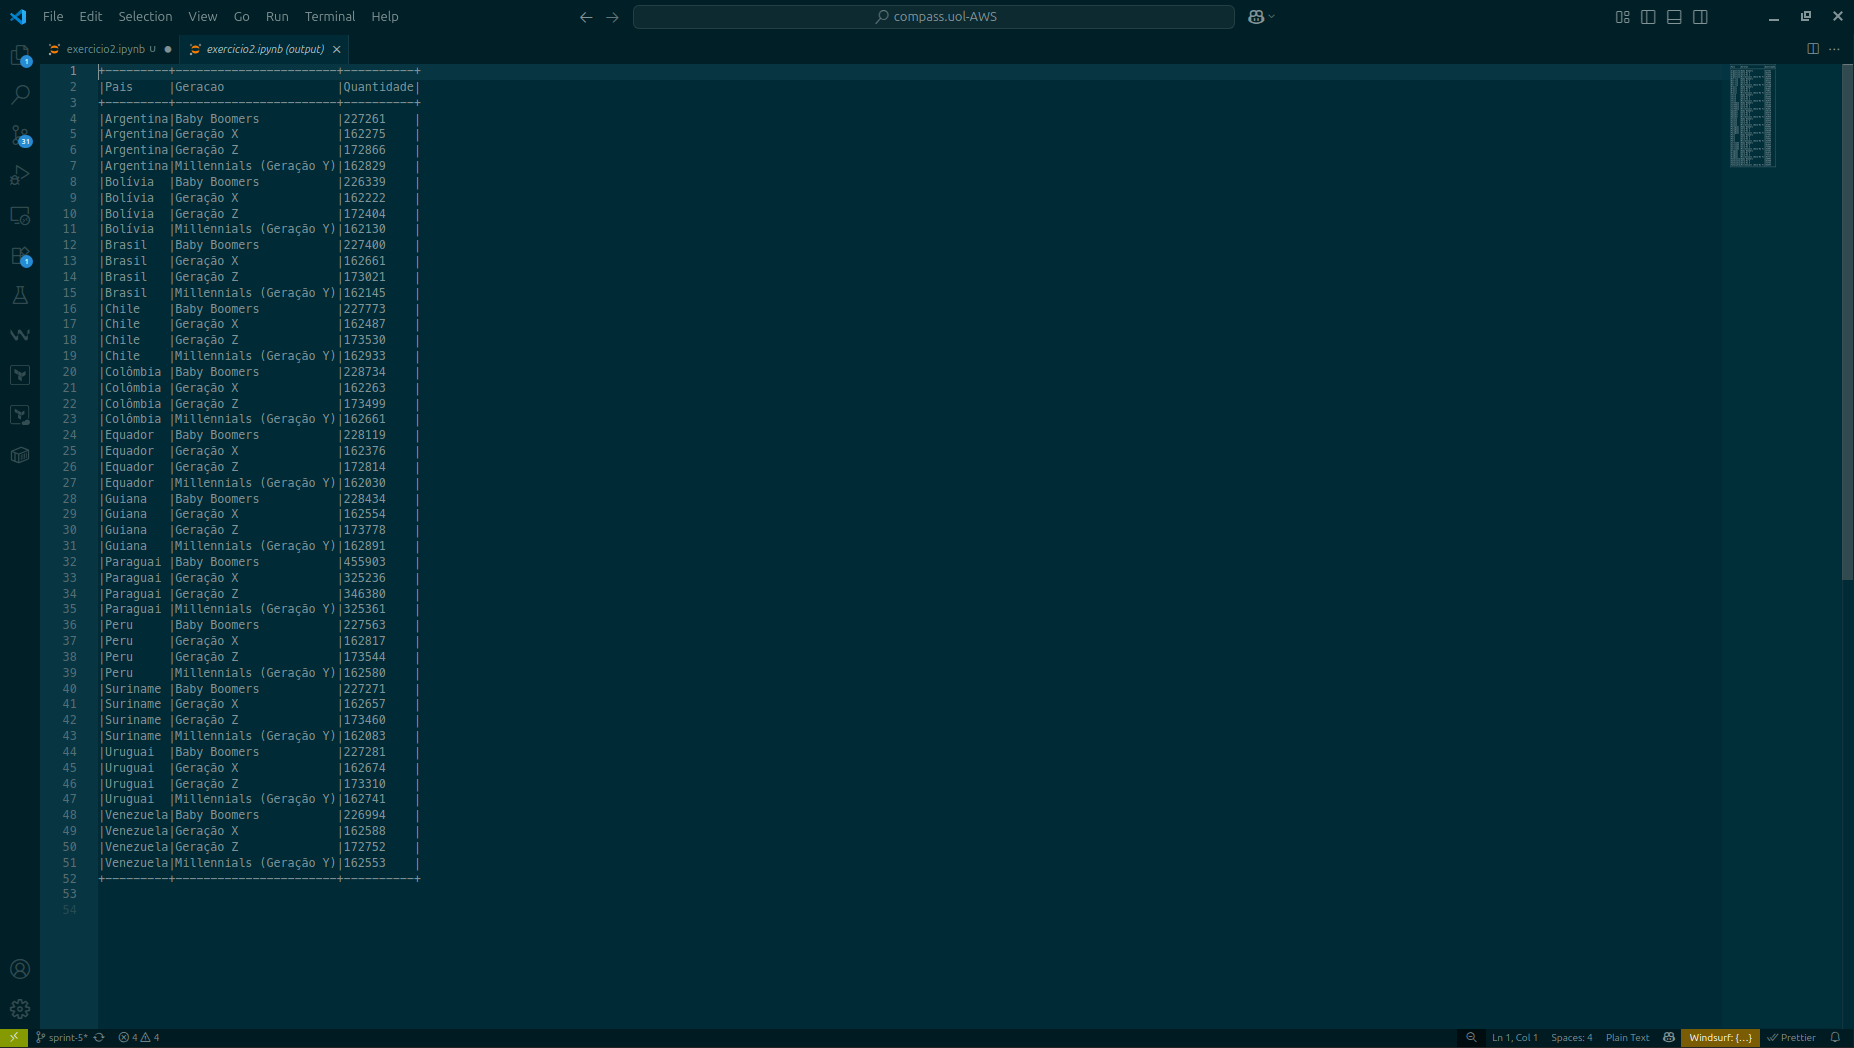 File Edit Selection View Go Run Terminal Help
compass.uol-AWS
exercicio2.ipynb U
exercicio2.ipynb (output)
1 +---------+-----------------------+----------+
2 |Pais     |Geracao                |Quantidade|
3 +---------+-----------------------+----------+
4 |Argentina|Baby Boomers           |227261    |
5 |Argentina|Geração X              |162275    |
6 |Argentina|Geração Z              |172866    |
7 |Argentina|Millennials (Geração Y)|162829    |
8 |Bolívia  |Baby Boomers           |226339    |
9 |Bolívia  |Geração X              |162222    |
10 |Bolívia  |Geração Z              |172404    |
11 |Bolívia  |Millennials (Geração Y)|162130    |
12 |Brasil   |Baby Boomers           |227400    |
13 |Brasil   |Geração X              |162661    |
14 |Brasil   |Geração Z              |173021    |
15 |Brasil   |Millennials (Geração Y)|162145    |
16 |Chile    |Baby Boomers           |227773    |
17 |Chile    |Geração X              |162487    |
18 |Chile    |Geração Z              |173530    |
19 |Chile    |Millennials (Geração Y)|162933    |
20 |Colômbia |Baby Boomers           |228734    |
21 |Colômbia |Geração X              |162263    |
22 |Colômbia |Geração Z              |173499    |
23 |Colômbia |Millennials (Geração Y)|162661    |
24 |Equador  |Baby Boomers           |228119    |
25 |Equador  |Geração X              |162376    |
26 |Equador  |Geração Z              |172814    |
27 |Equador  |Millennials (Geração Y)|162030    |
28 |Guiana   |Baby Boomers           |228434    |
29 |Guiana   |Geração X              |162554    |
30 |Guiana   |Geração Z              |173778    |
31 |Guiana   |Millennials (Geração Y)|162891    |
32 |Paraguai |Baby Boomers           |455903    |
33 |Paraguai |Geração X              |325236    |
34 |Paraguai |Geração Z              |346380    |
35 |Paraguai |Millennials (Geração Y)|325361    |
36 |Peru     |Baby Boomers           |227563    |
37 |Peru     |Geração X              |162817    |
38 |Peru     |Geração Z              |173544    |
39 |Peru     |Millennials (Geração Y)|162580    |
40 |Suriname |Baby Boomers           |227271    |
41 |Suriname |Geração X              |162657    |
42 |Suriname |Geração Z              |173460    |
43 |Suriname |Millennials (Geração Y)|162083    |
44 |Uruguai  |Baby Boomers           |227281    |
45 |Uruguai  |Geração X              |162674    |
46 |Uruguai  |Geração Z              |173310    |
47 |Uruguai  |Millennials (Geração Y)|162741    |
48 |Venezuela|Baby Boomers           |226994    |
49 |Venezuela|Geração X              |162588    |
50 |Venezuela|Geração Z              |172752    |
51 |Venezuela|Millennials (Geração Y)|162553    |
52 +---------+-----------------------+----------+
53
54
1
31
1
sprint-5* 4 4 Ln 1, Col 1 Spaces: 4 Plain Text Windsurf: {...} Prettier